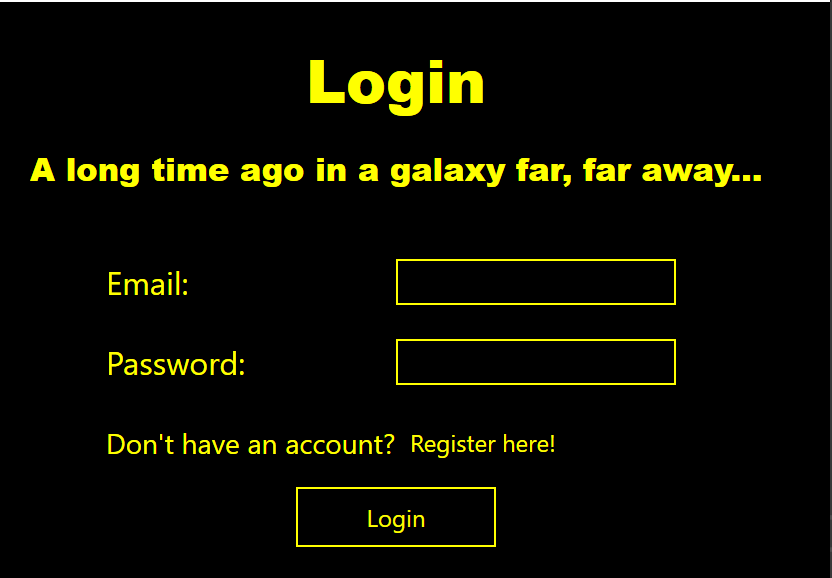 Login
A long time ago in a galaxy far, far away...
Email:
Password:
Don't have an account? Register here!
Login